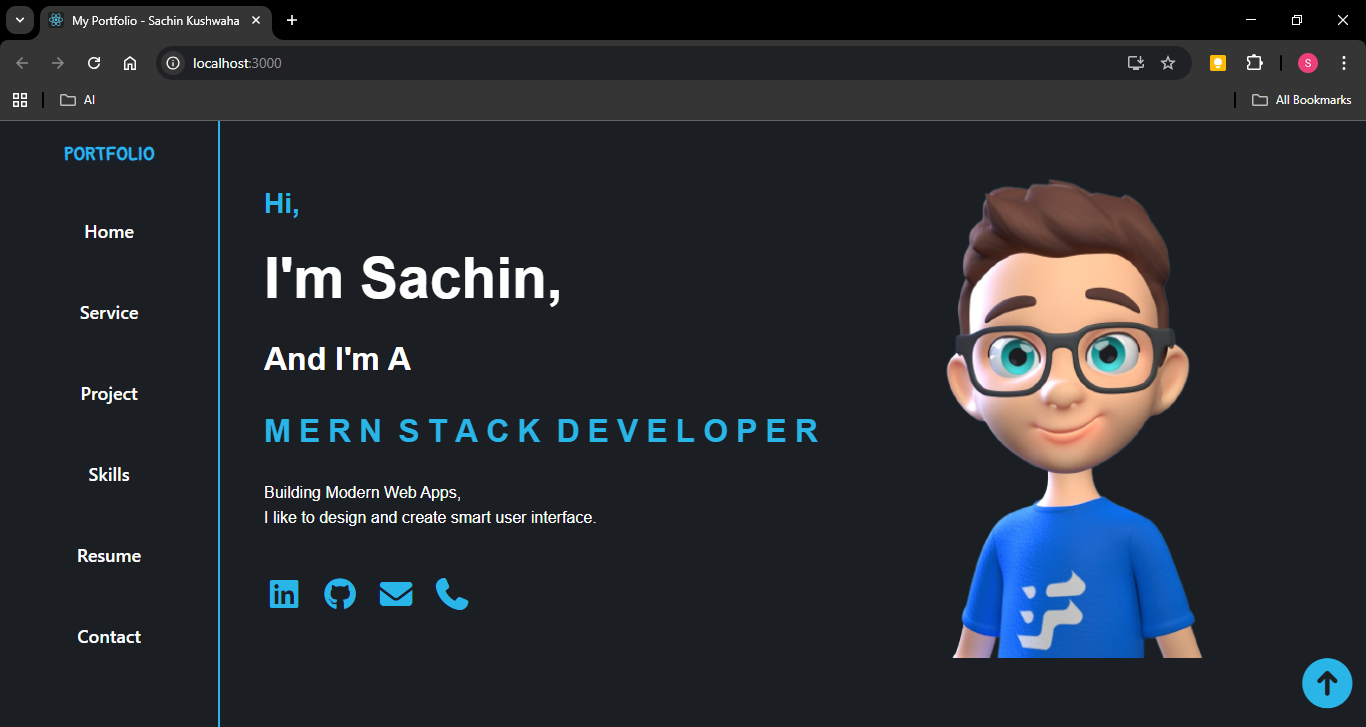 My Portfolio - Sachin Kushwaha
localhost:3000
S
AI
All Bookmarks
PORTFOLIO
Home
Service
Project
Skills
Resume
Contact
Hi,
I'm Sachin,
And I'm A
MERN STACK DEVELOPER
Building Modern Web Apps,
I like to design and create smart user interface.
in